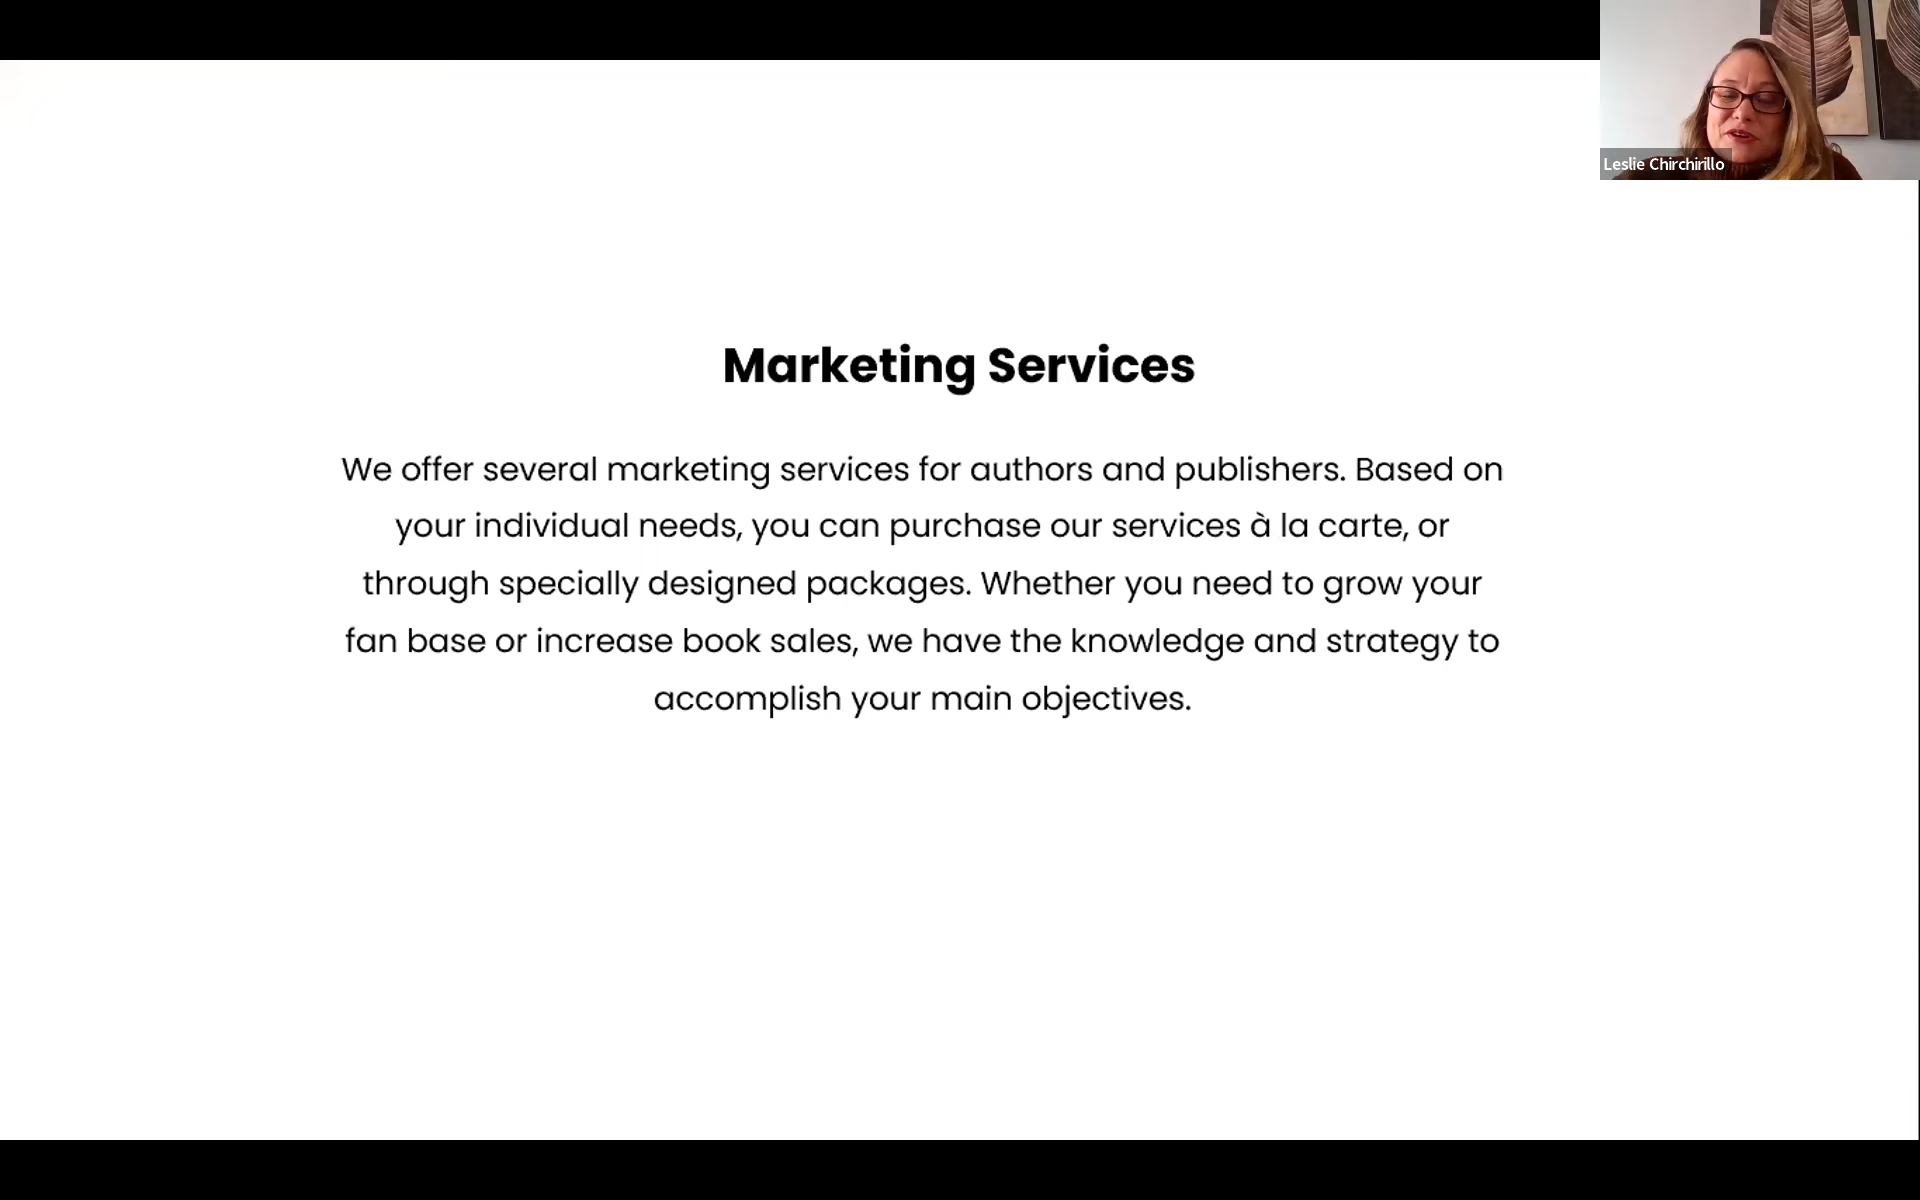 Leslie Chirchirillo
Marketing Services
We offer several marketing services for authors and publishers. Based on
your individual needs, you can purchase our services à la carte, or
through specially designed packages. Whether you need to grow your
fan base or increase book sales, we have the knowledge and strategy to
accomplish your main objectives.